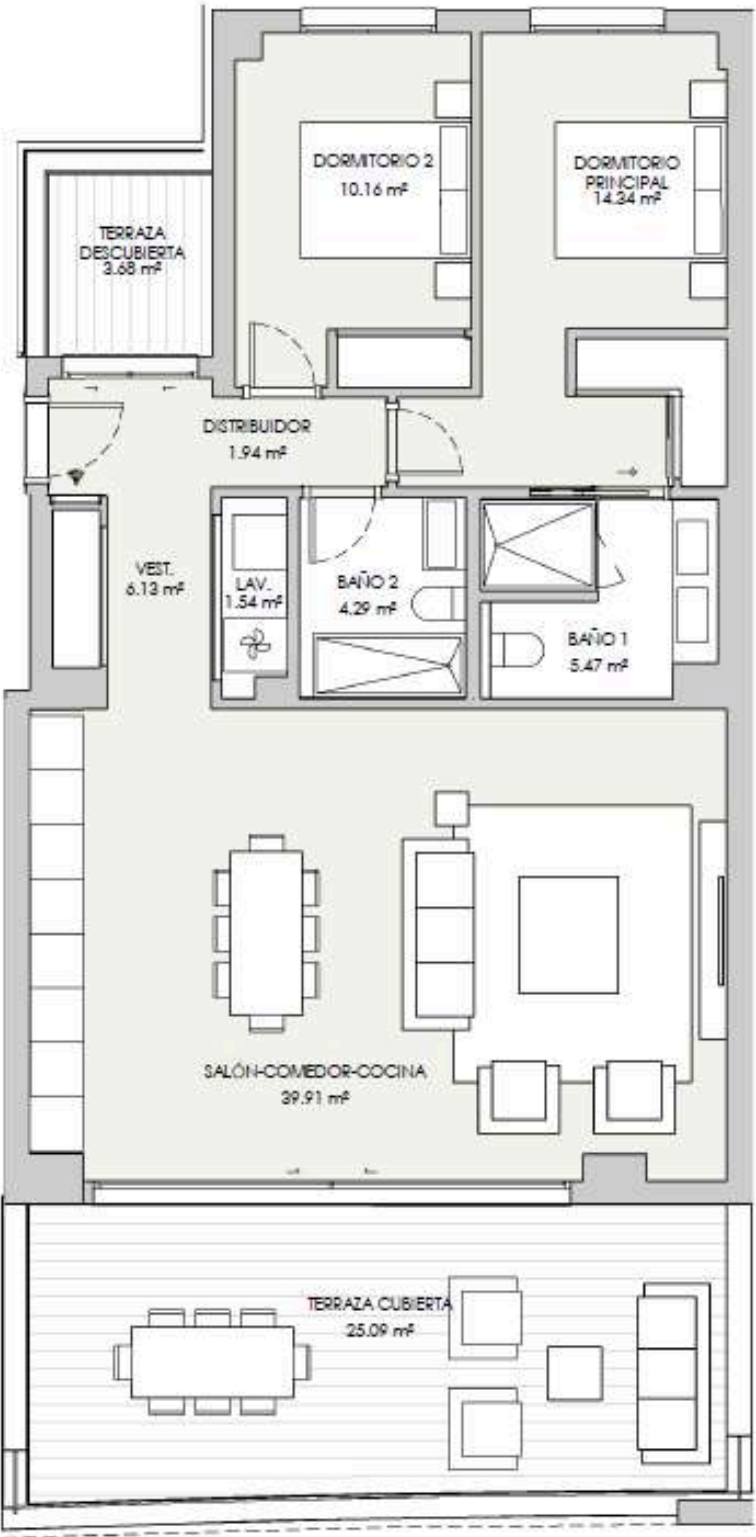 DORMITORIO 2
10.16 m²
DORMITORIO
PRINCIPAL
14.34 m²
TERRAZA
DESCUBIERTA
3.68 m²
DISTRIBUIDOR
1.94 m²
VEST.
6.13 m²
LAV.
1.54 m²
BAÑO 2
4.29 m²
BAÑO 1
5.47 m²
SALÓN-COMEDOR-COCINA
39.91 m²
TERRAZA CUBIERTA
25.09 m²